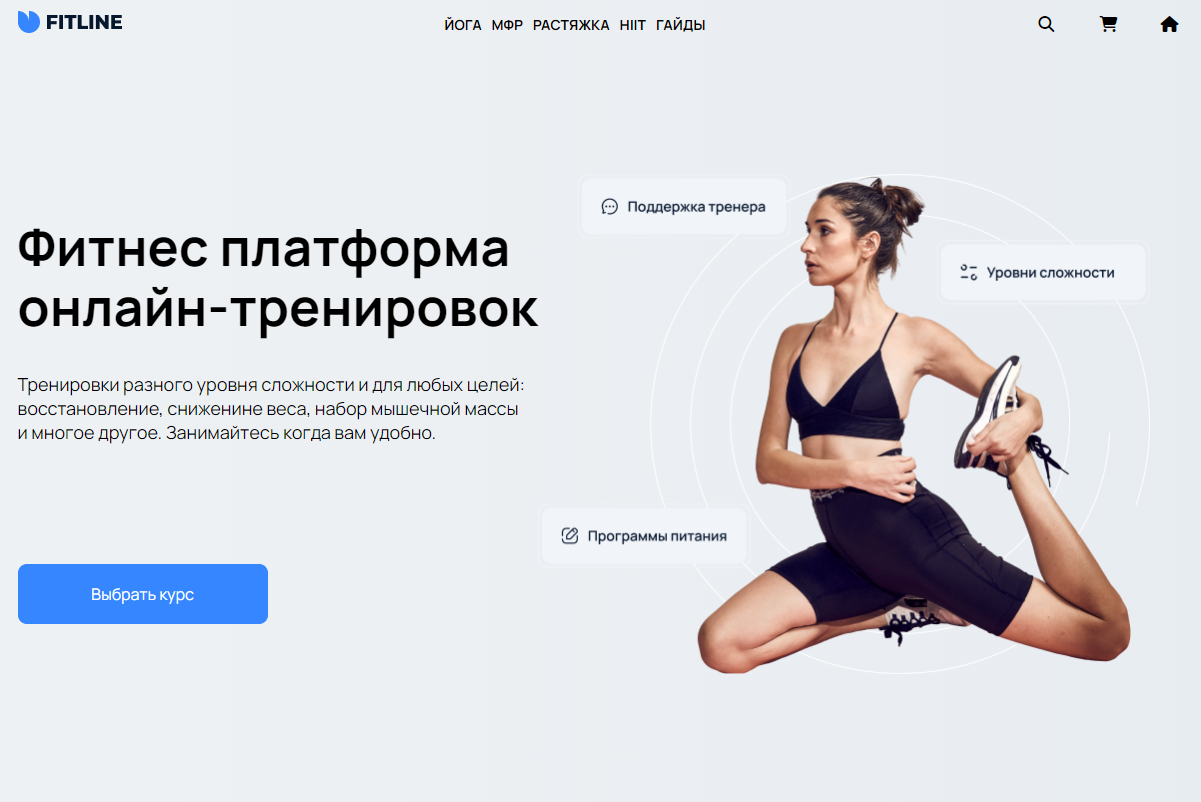 FITLINE
ЙОГА МФР РАСТЯЖКА HIIT ГАЙДЫ
Поддержка тренера
Уровни сложности
Фитнес платформа
онлайн-тренировок
Тренировки разного уровня сложности и для любых целей:
восстановление, снижениние веса, набор мышечной массы
и многое другое. Занимайтесь когда вам удобно.
Программы питания
Выбрать курс